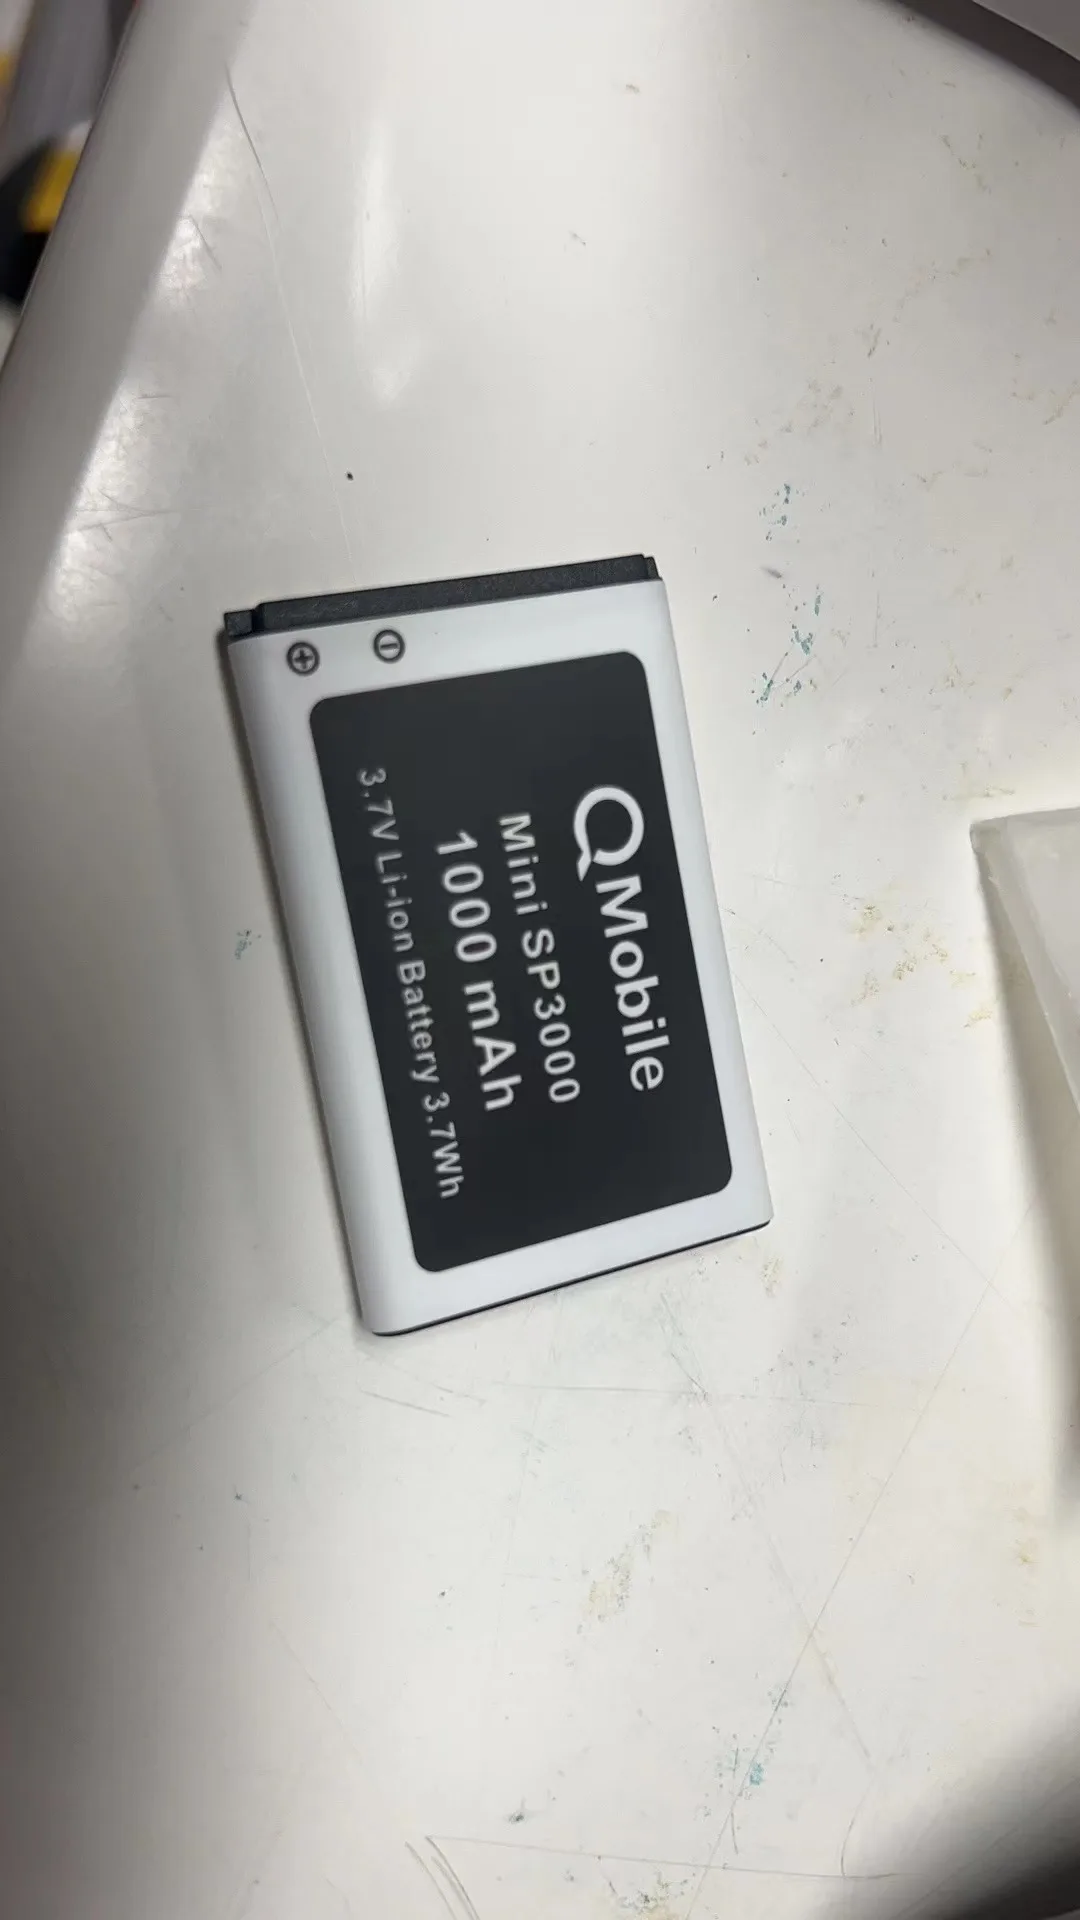 QMobile
Mini SP3000
1000 mAh
3.7V Li-ion Battery 3.7Wh